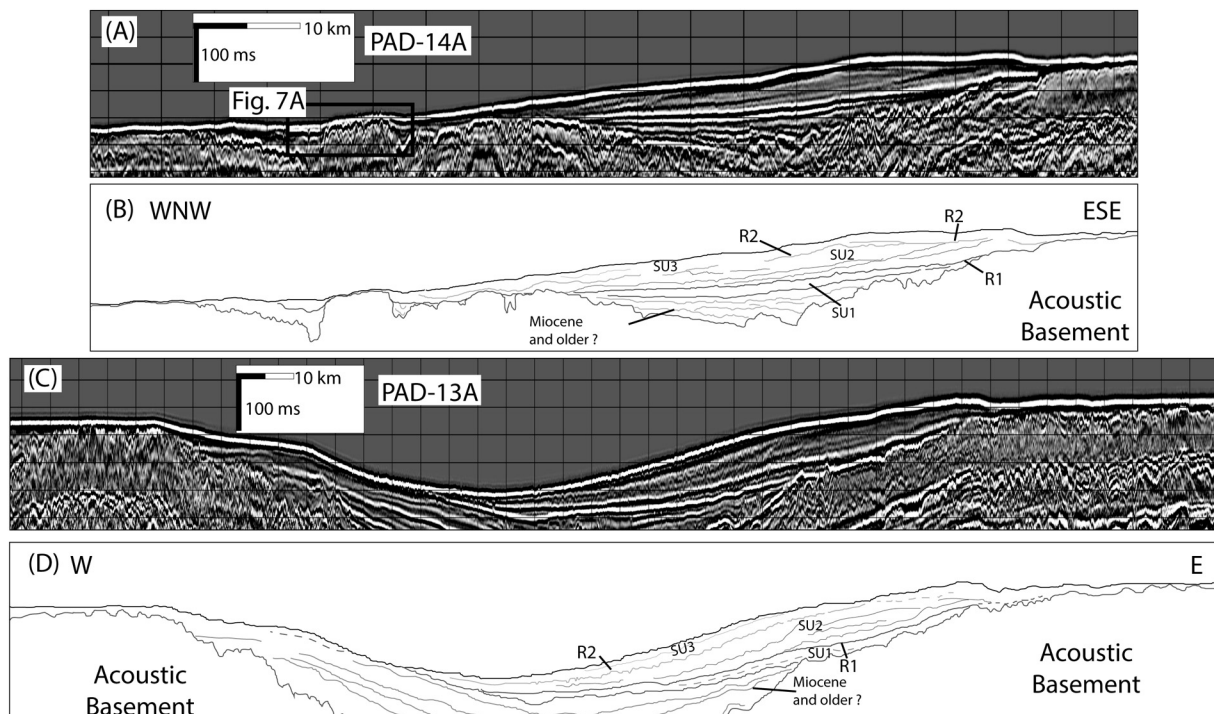 (A)
10 km
100 ms
PAD-14A
Fig. 7A
(B) WNW
ESE
R2
R2
SU3
SU2
R1
SU1
Miocene
and older ?
Acoustic
Basement
(C)
10 km
100 ms
PAD-13A
(D) W
E
R2
SU3
SU2
SU1
R1
Miocene
and older ?
Acoustic
Basement
Acoustic
Basement